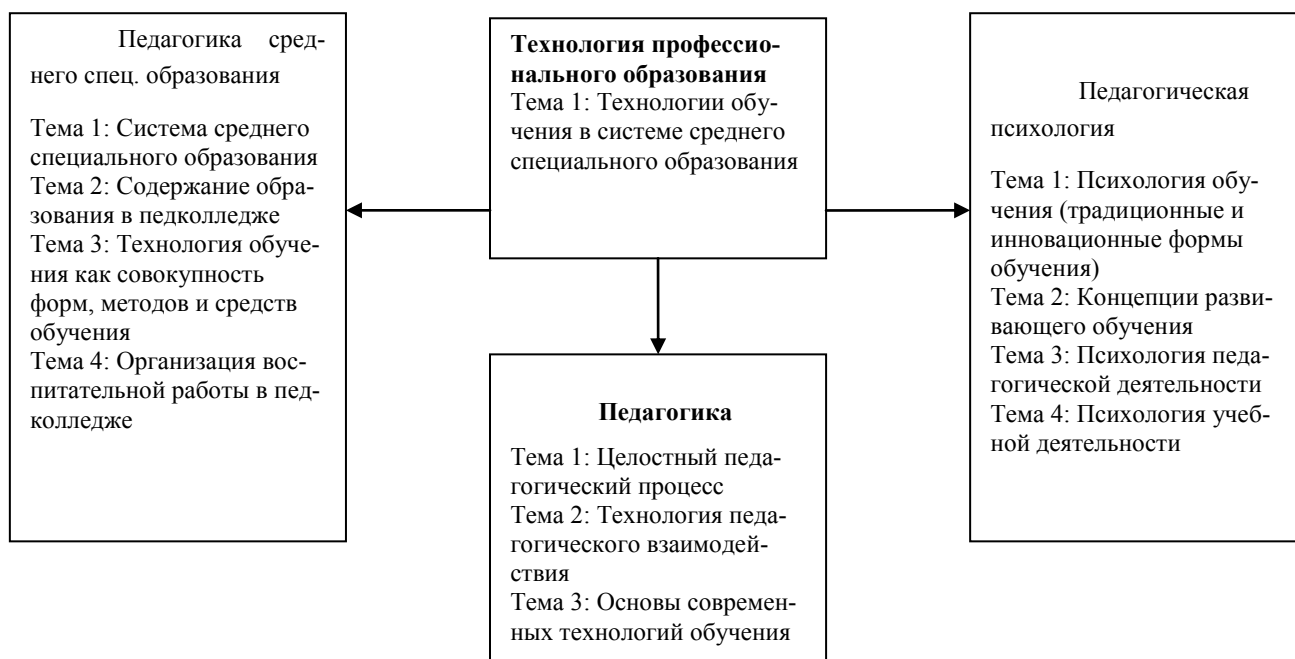 Педагогика сред-
него спец. образования
Тема 1: Система среднего
специального образования
Тема 2: Содержание обра-
зования в педколледже
Тема 3: Технология обуче-
ния как совокупность
форм, методов и средств
обучения
Тема 4: Организация вос-
питательной работы в пед-
колледже
Технология профессио-
нального образования
Тема 1: Технологии обу-
чения в системе среднего
специального образования
Педагогическая
психология
Тема 1: Психология обу-
чения (традиционные и
инновационные формы
обучения)
Тема 2: Концепции разви-
вающего обучения
Тема 3: Психология педа-
гогической деятельности
Тема 4: Психология учеб-
ной деятельности
Педагогика
Тема 1: Целостный педа-
гогический процесс
Тема 2: Технология педа-
гогического взаимодей-
ствия
Тема 3: Основы современ-
ных технологий обучения